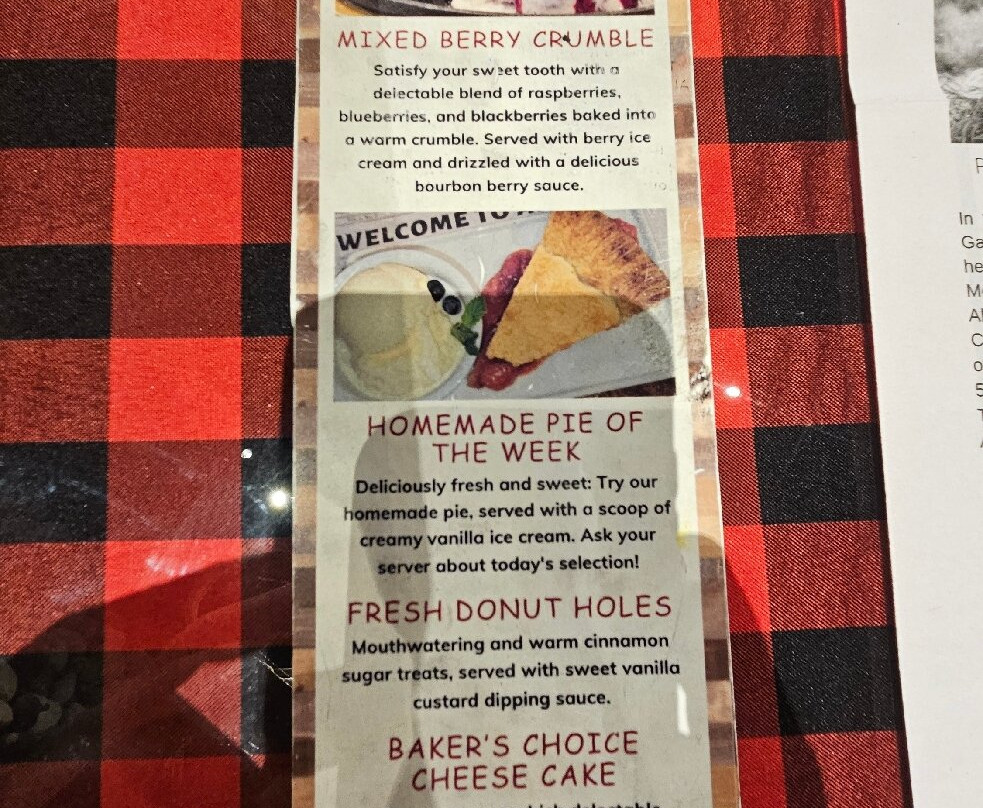 MIXED BERRY CRUMBLE
Satisfy your sweet tooth with a
delectable blend of raspberries,
blueberries, and blackberries baked into
a warm crumble. Served with berry ice
cream and drizzled with a delicious
bourbon berry sauce.
WELCOME TO
HOMEMADE PIE OF
THE WEEK
Deliciously fresh and sweet: Try our
homemade pie, served with a scoop of
creamy vanilla ice cream. Ask your
server about today's selection!
FRESH DONUT HOLES
Mouthwatering and warm cinnamon
sugar treats, served with sweet vanilla
custard dipping sauce.
BAKER'S CHOICE
CHEESE CAKE
In